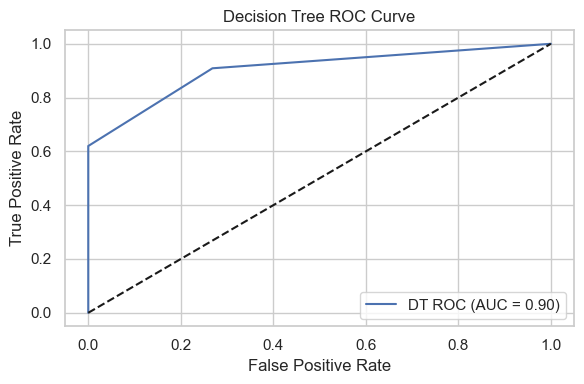 Decision Tree ROC Curve
True Positive Rate
1.0
0.8
0.6
0.4
0.2
0.0
DT ROC (AUC = 0.90)
0.0 0.2 0.4 0.6 0.8 1.0
False Positive Rate